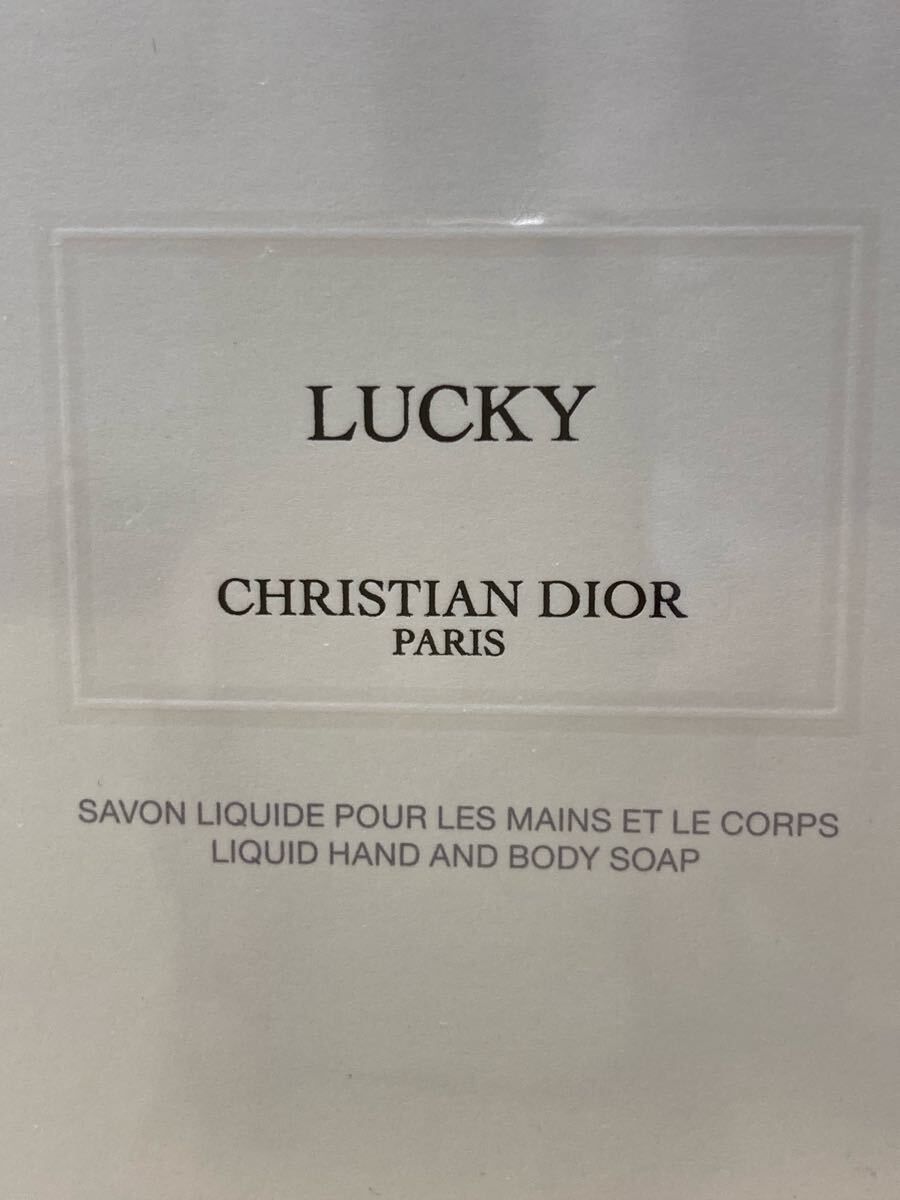 LUCKY
CHRISTIAN DIOR
PARIS
SAVON LIQUIDE POUR LES MAINS ET LE CORPS
LIQUID HAND AND BODY SOAP